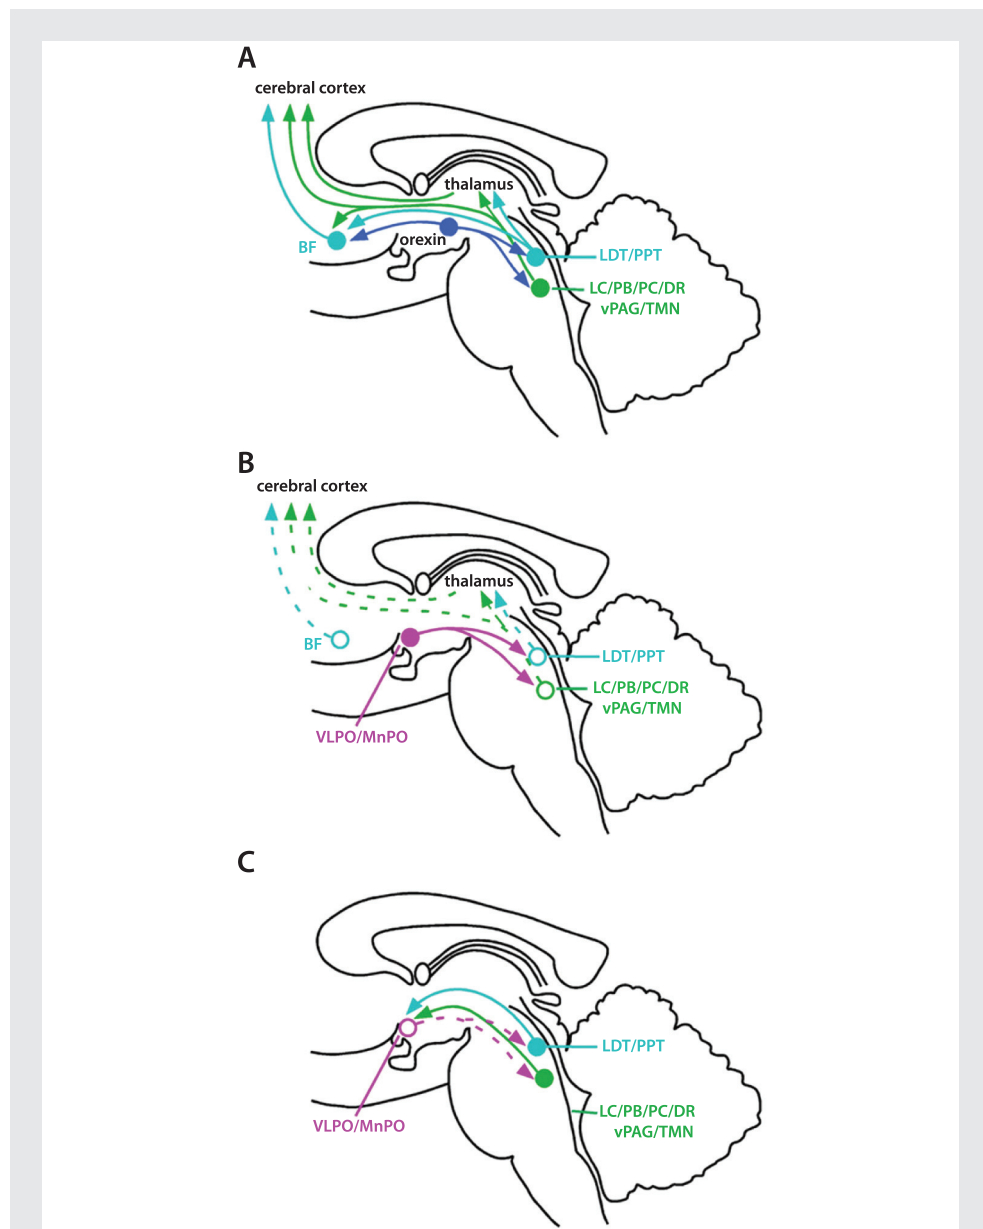 A
cerebral cortex
thalamus
BF
orexin
LDT/PPT
LC/PB/PC/DR
vPAG/TMN
B
cerebral cortex
thalamus
BF
LDT/PPT
LC/PB/PC/DR
vPAG/TMN
VLPO/MnPO
C
LDT/PPT
LC/PB/PC/DR
vPAG/TMN
VLPO/MnPO